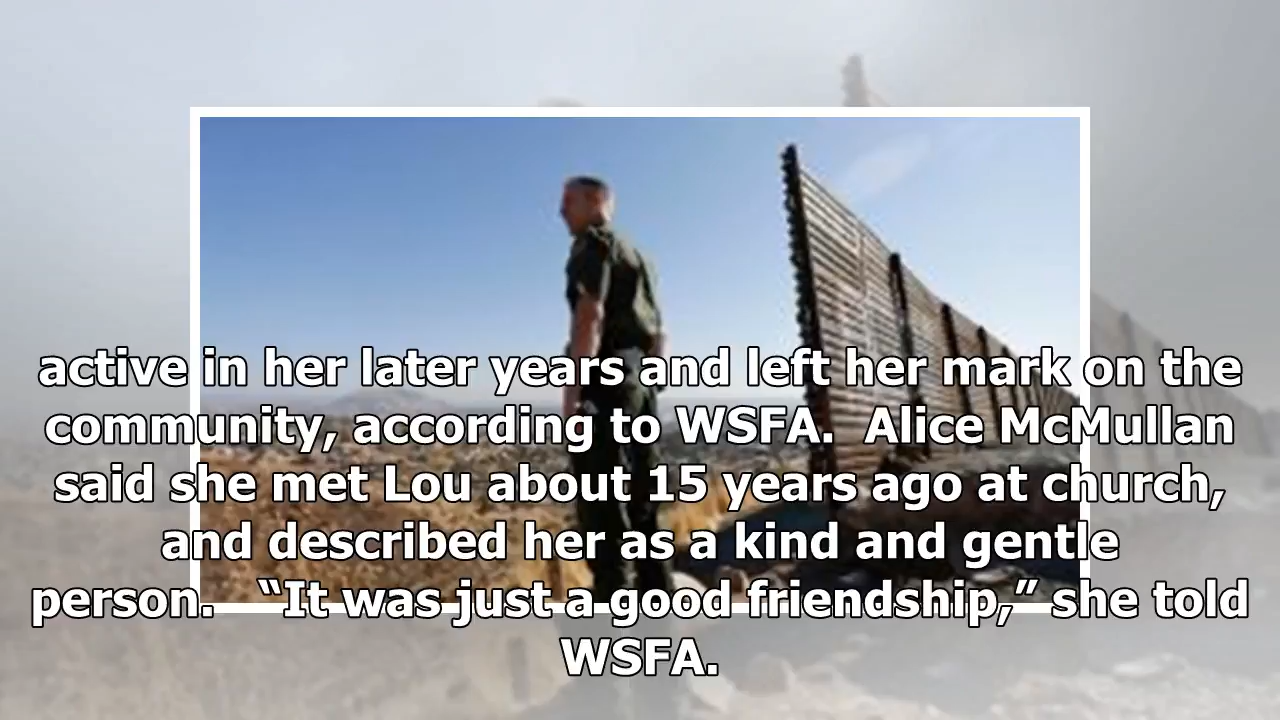 active in her later years and left her mark on the
community, according to WSFA.  Alice McMullan
said she met Lou about 15 years ago at church,
and described her as a kind and gentle
person.   “It was just a good friendship,” she told
WSFA.